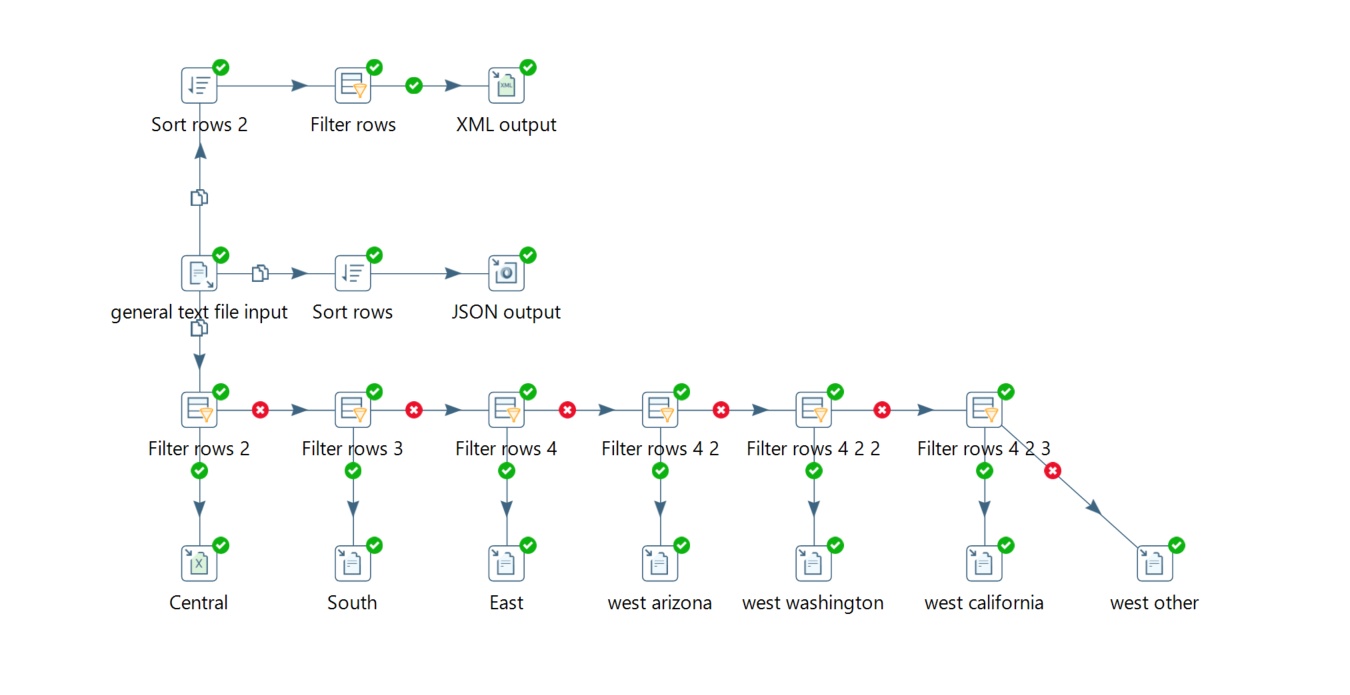 XML
Sort rows 2
Filter rows
XML output
general text file input
Sort rows
JSON output
Filter rows 2
Filter rows 3
Filter rows 4
Filter rows 4 2
Filter rows 4 2 2
Filter rows 4 2 3
X
Central
South
East
west arizona
west washington
west california
west other